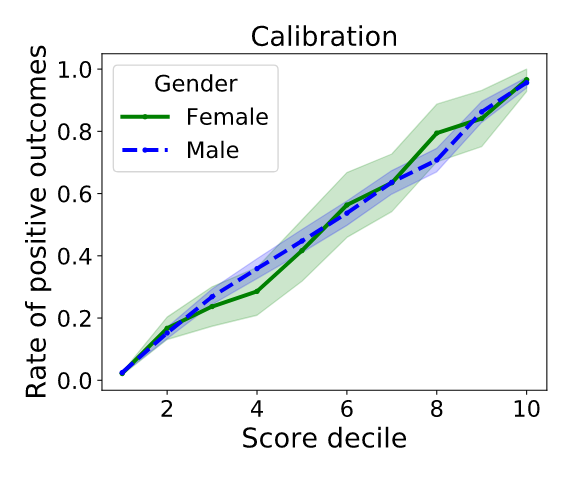 Calibration
Rate of positive outcomes
1.0
0.8
0.6
0.4
0.2
0.0
Gender
Female
Male
2 4 6 8 10
Score decile